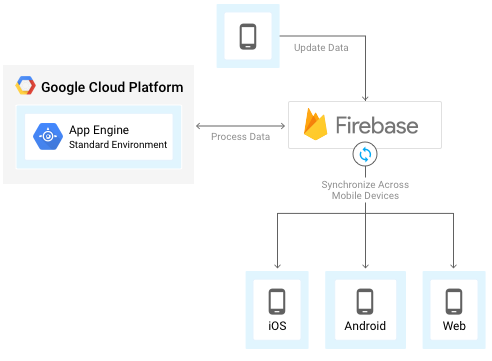 Update Data
Google Cloud Platform
App Engine
Standard Environment
Process Data
Firebase
Synchronize Across
Mobile Devices
iOS
Android
Web